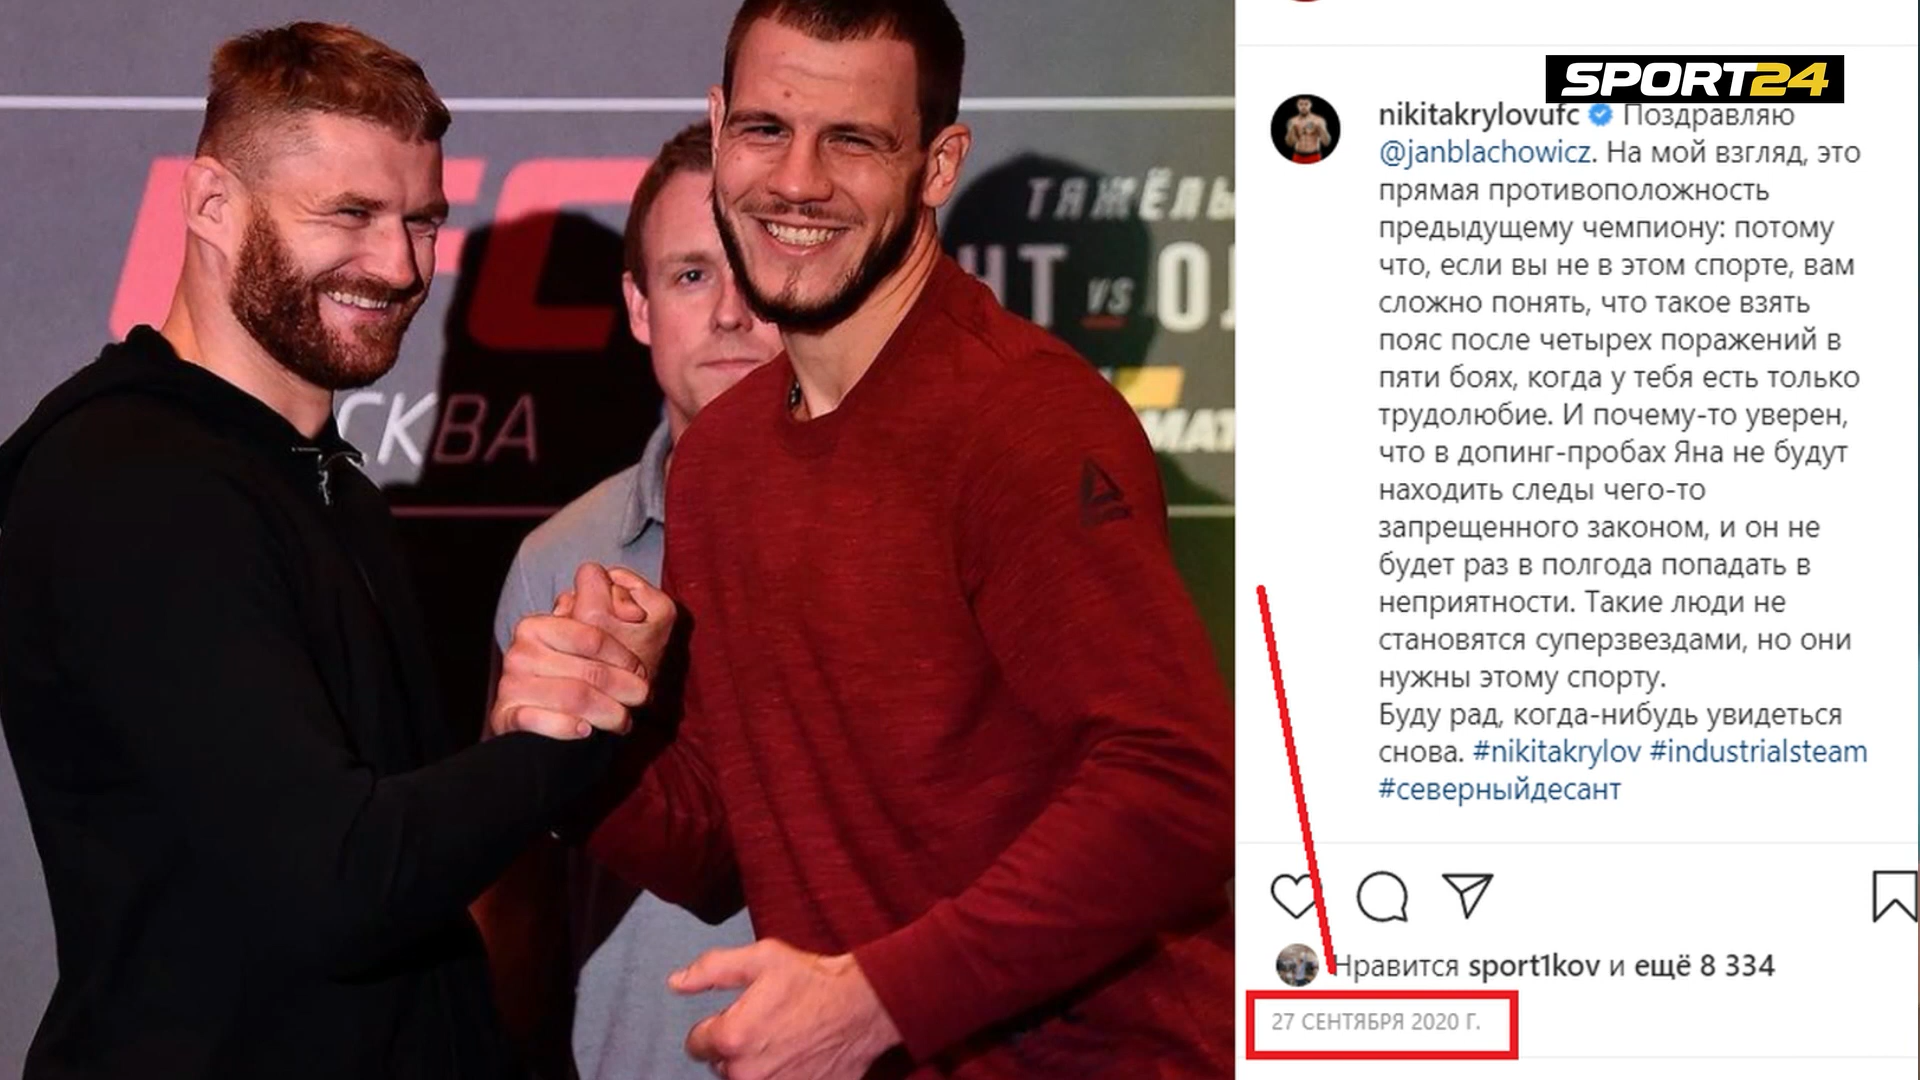 SPORT24
nikitakrylovufc Поздравляю
@janblachowicz. На мой взгляд, это
прямая противоположность
предыдущему чемпиону: потому
что, если вы не в этом спорте, вам
сложно понять, что такое взять
пояс после четырех поражений в
пяти боях, когда у тебя есть только
трудолюбие. И почему-то уверен,
что в допинг-пробах Яна не будут
находить следы чего-то
запрещенного законом, и он не
будет раз в полгода попадать в
неприятности. Такие люди не
становятся суперзвездами, но они
нужны этому спорту.
Буду рад, когда-нибудь увидеться
снова. #nikitakrylov #industrialsteam
#северныйдесант
Нравится sport1kov и ещё 8 334
27 СЕНТЯБРЯ 2020 Г.
VS